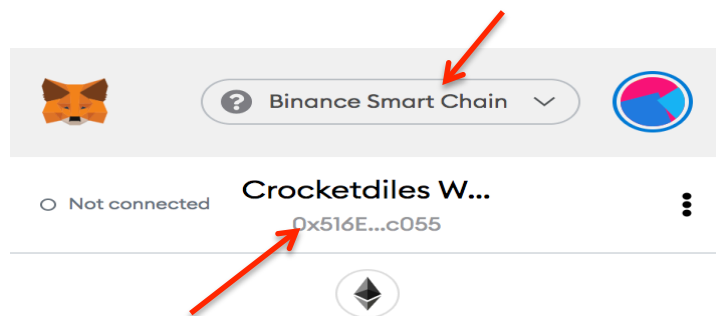 ? Binance Smart Chain
Not connected
Crocketdiles W...
0x516E...c055